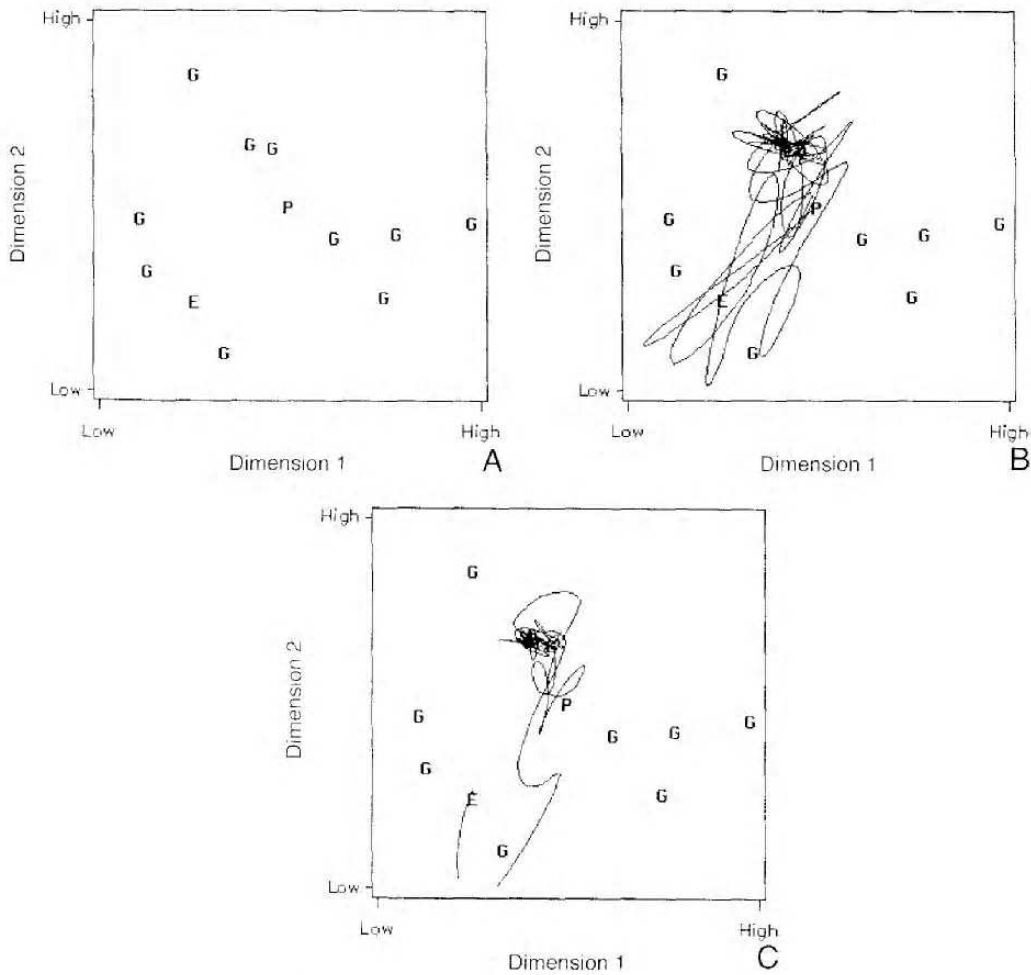 High
G
G G
P
G
G G G
G
E G
G
Low
Low High
Dimension 1
Dimension 2
A
High
G
P
G
G G G
G
E G
G
Low
Low High
Dimension 1
Dimension 2
B
High
G
G
P
G G G
G
E G
G
Low
Low High
Dimension 1
Dimension 2
C